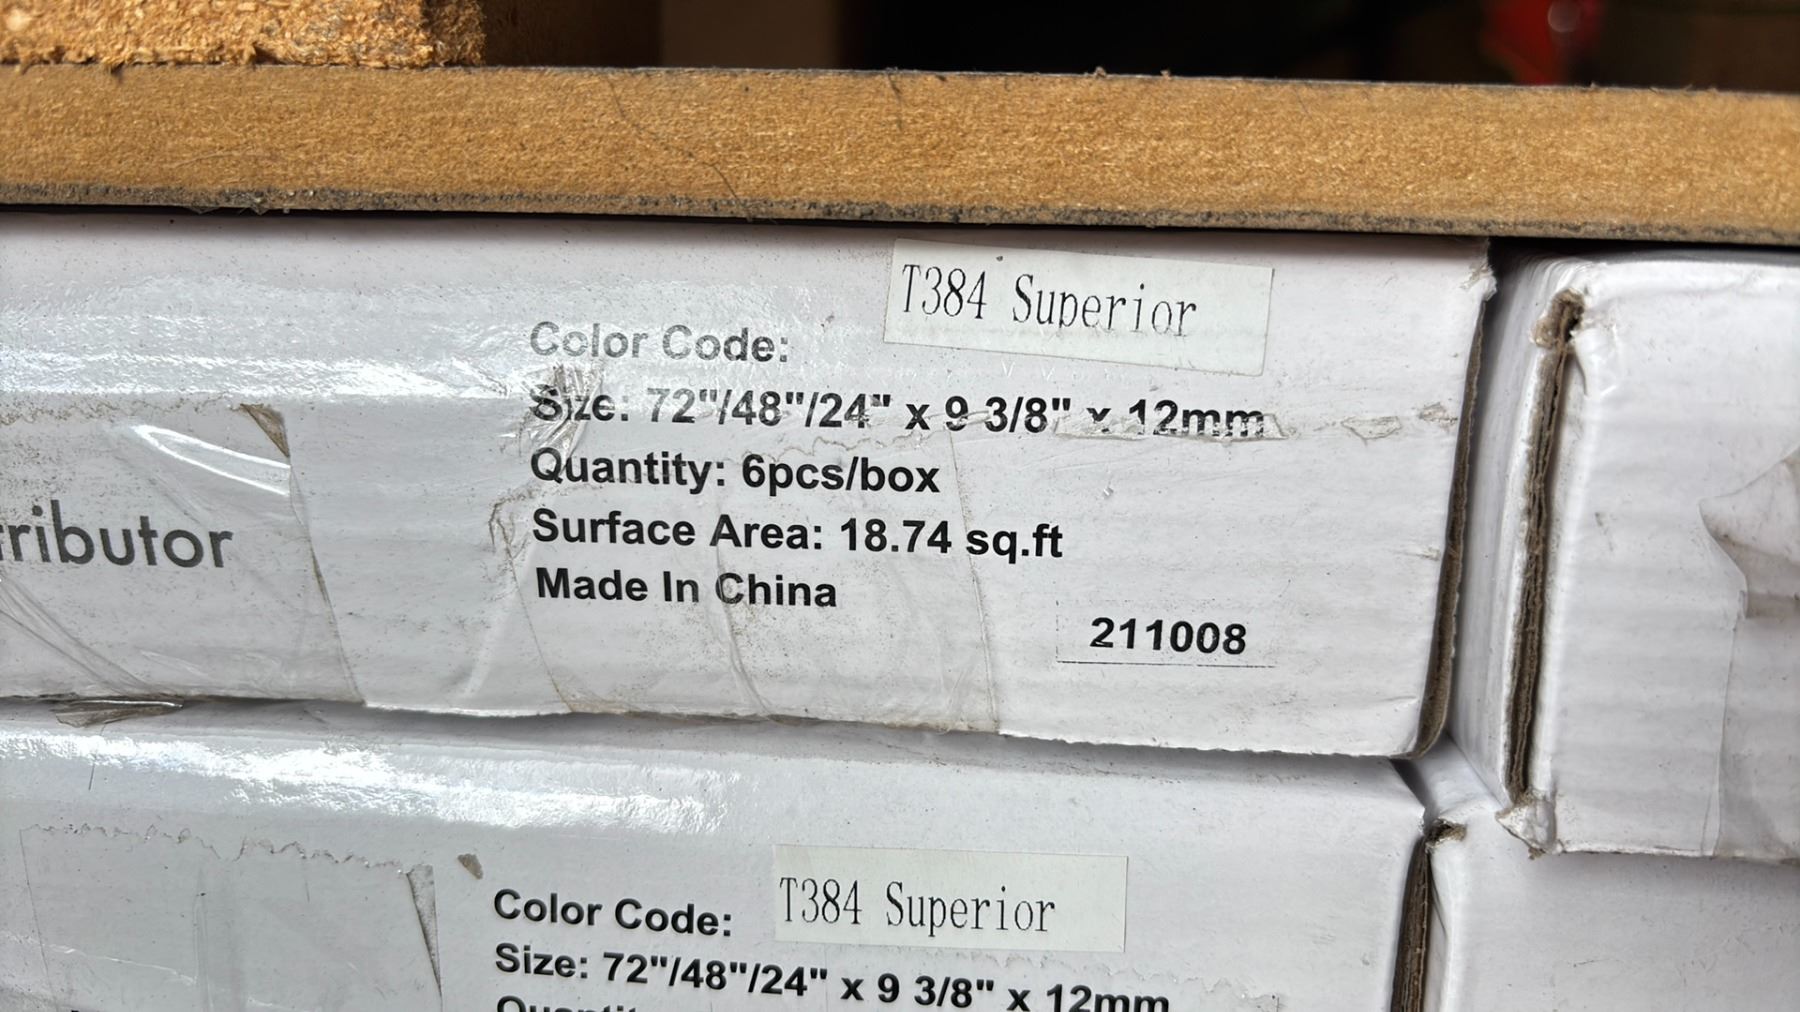 T384 Superior
Color Code:
Size: 72"/48"/24" x 9 3/8" x 12mm
Quantity: 6pcs/box
Surface Area: 18.74 sq.ft
Made In China
211008
Color Code: T384 Superior
Size: 72"/48"/24" x 9 3/8" x 12mm